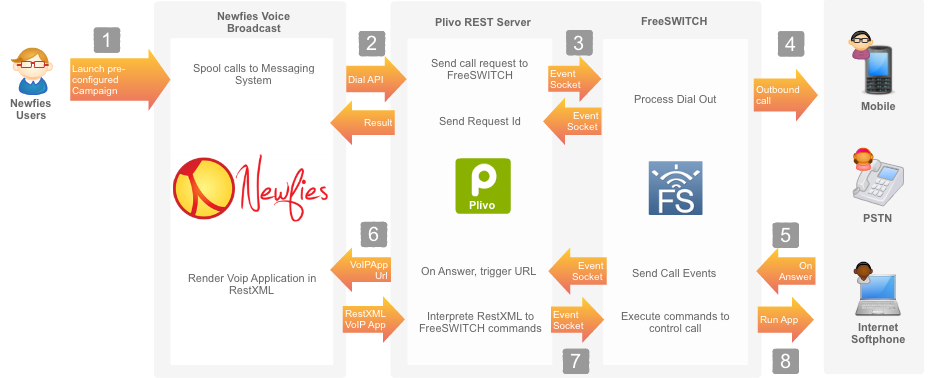 Newfies Voice
Broadcast
Plivo REST Server
FreeSWITCH
1
2
3
4
Launch pre-
configured
Campaign
Spool calls to Messaging
System
Dial API
Send call request to
FreeSWITCH
Event
Socket
Process Dial Out
Outbound
call
Newfies
Users
Mobile
Result
Send Request Id
Event
Socket
Newfies
Plivo
FS
PSTN
6
5
VoIPApp
Url
On Answer, trigger URL
Event
Socket
Send Call Events
On
Answer
Render Voip Application in
RestXML
RestXML
VoIP App
Interprete RestXML to
FreeSWITCH commands
Event
Socket
Execute commands to
control call
Run App
Internet
Softphone
7
8